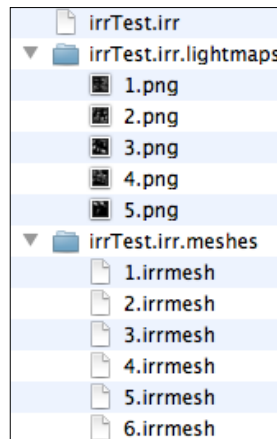 irrTest.irr
irrTest.irr.lightmaps
1.png
2.png
3.png
4.png
5.png
irrTest.irr.meshes
1.irrmesh
2.irrmesh
3.irrmesh
4.irrmesh
5.irrmesh
6.irrmesh